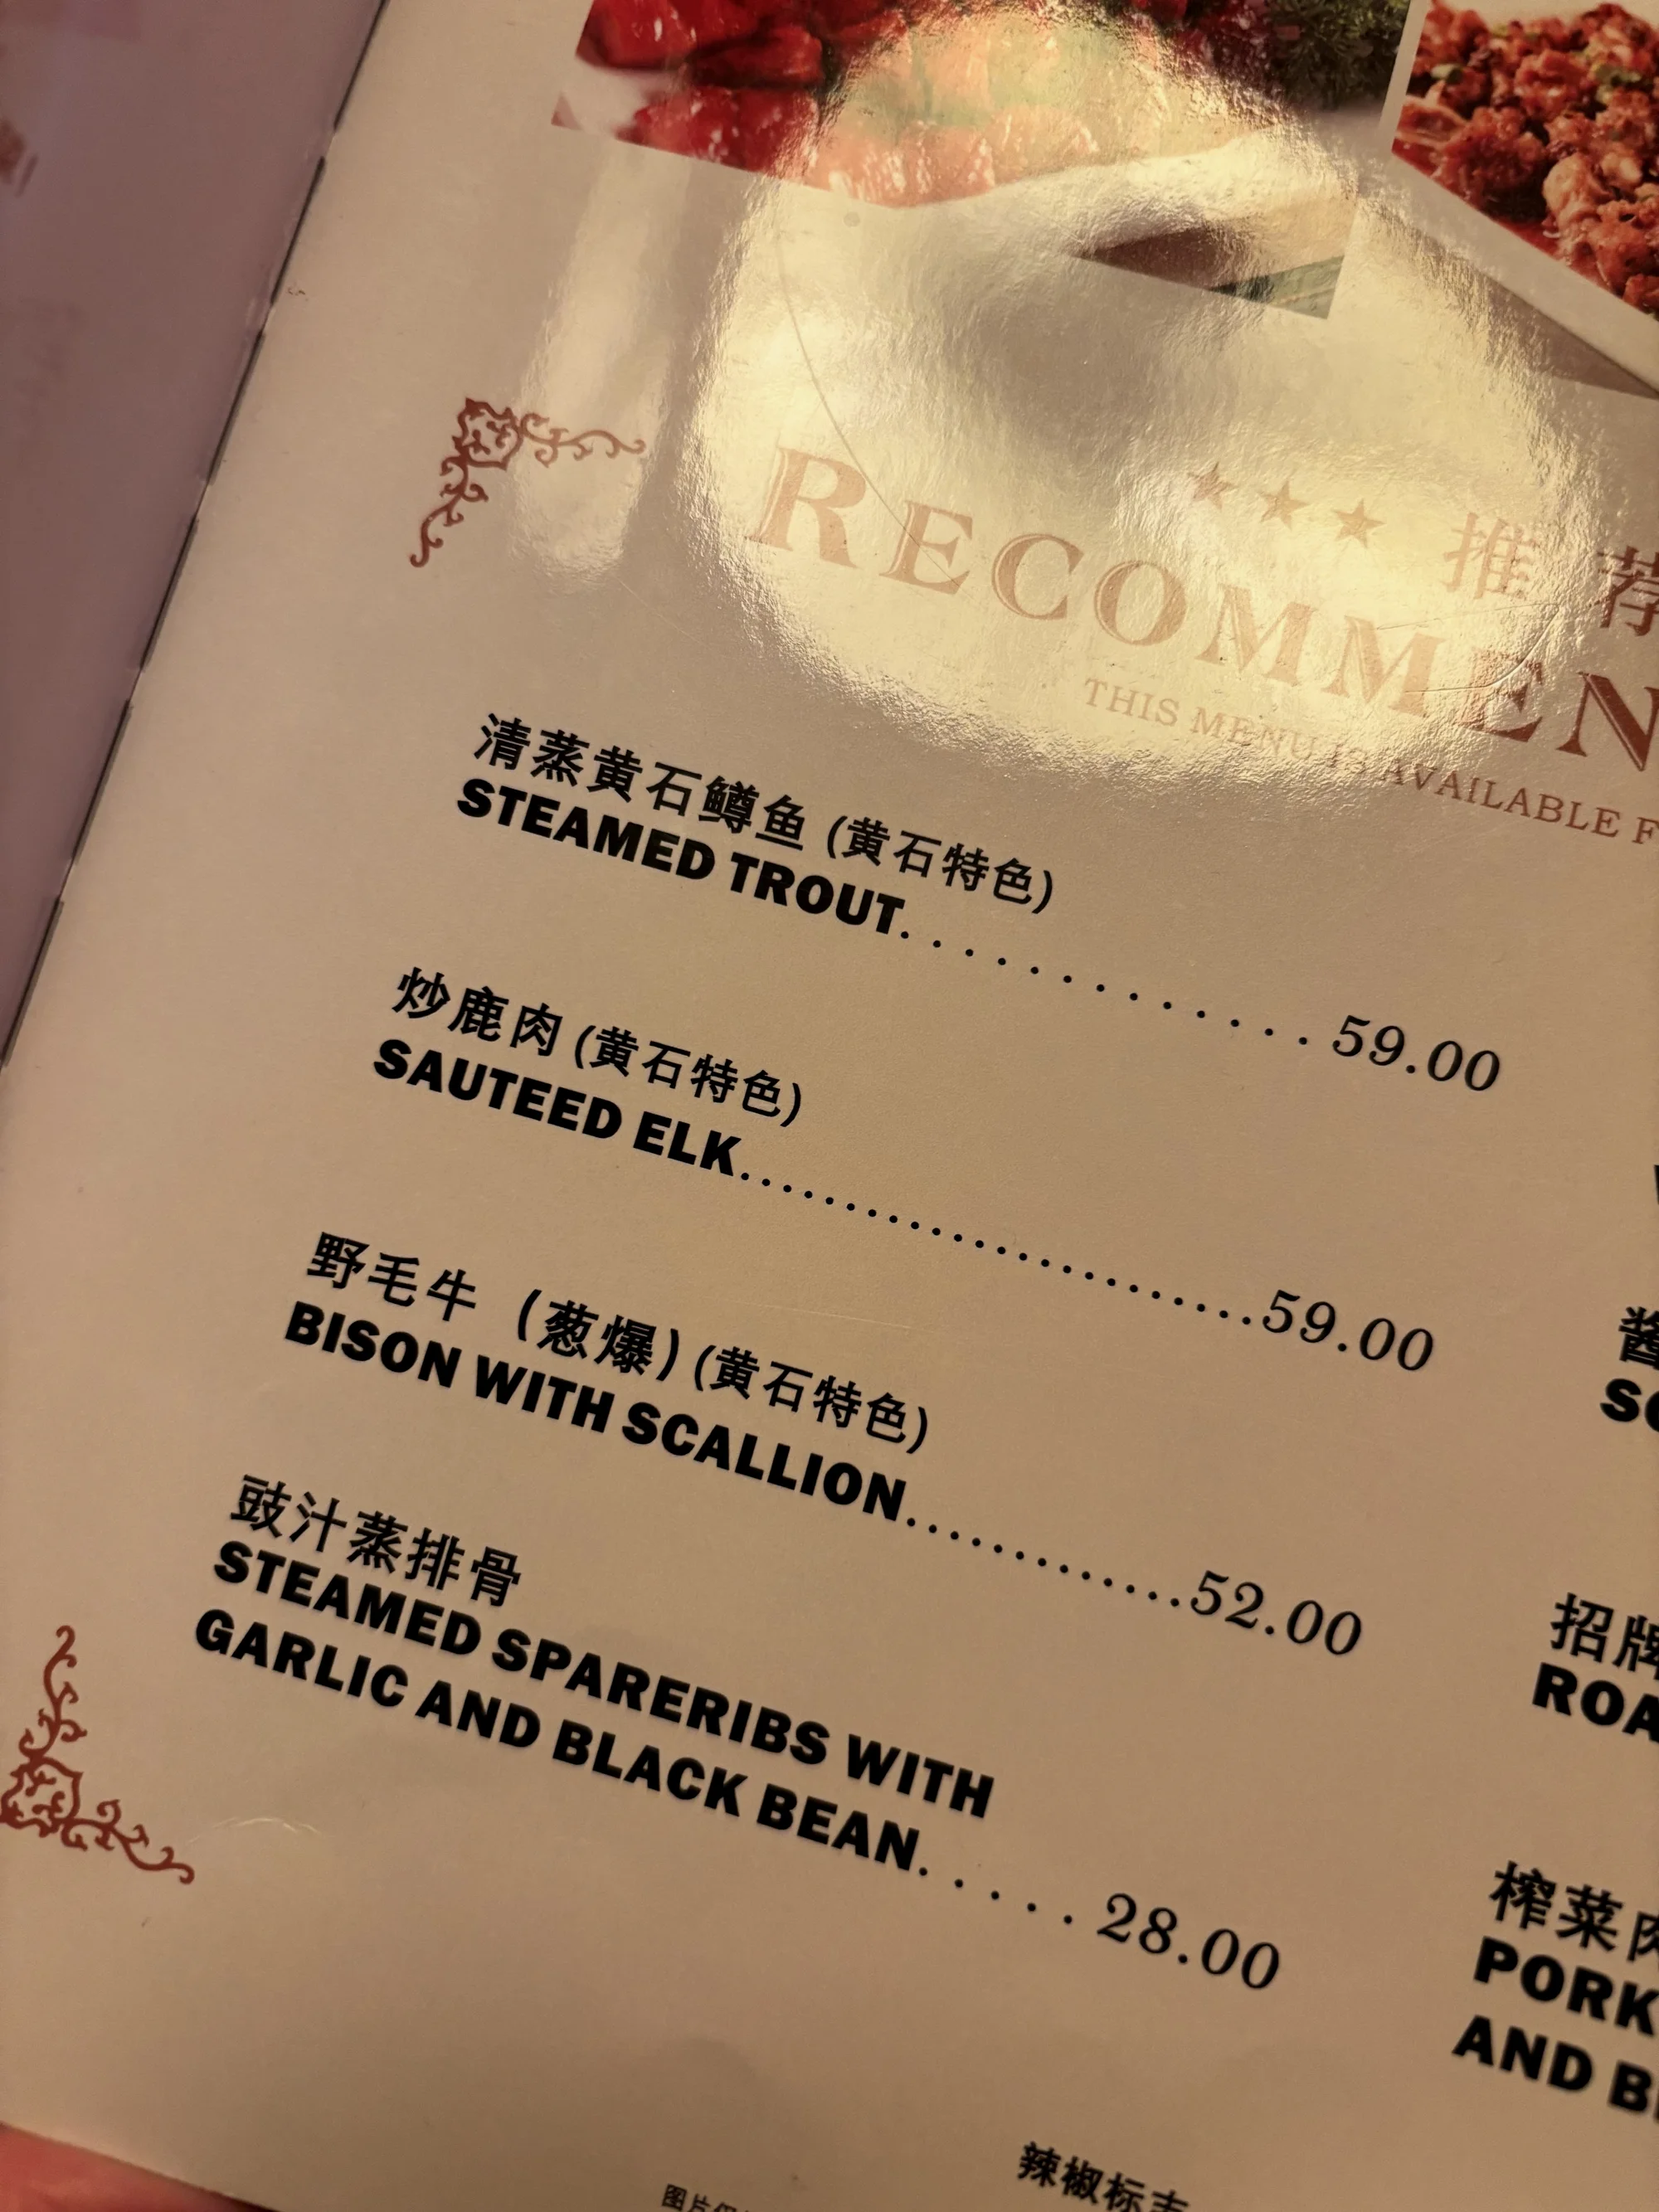 推 荐
RECOMMEN
THIS MENU IS AVAILABLE F
清蒸黄石鳟鱼 (黄石特色)
STEAMED TROUT............. 59.00
炒鹿肉 (黄石特色)
SAUTEED ELK........................59.00
野毛牛 (葱爆) (黄石特色)
BISON WITH SCALLION.............52.00
豉汁蒸排骨
STEAMED SPARERIBS WITH
GARLIC AND BLACK BEAN..... 28.00
酱
招牌
ROA
榨菜肉
PORK
AND B
辣椒标志
图片